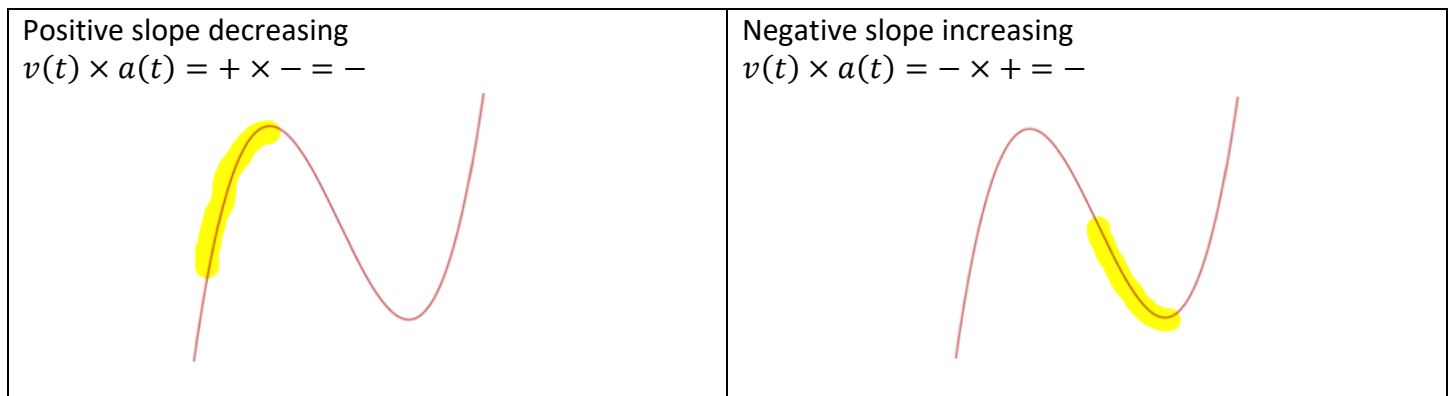 Positive slope decreasing
𝑣(𝑡) × 𝑎(𝑡) = + × − = −
Negative slope increasing
𝑣(𝑡) × 𝑎(𝑡) = − × + = −